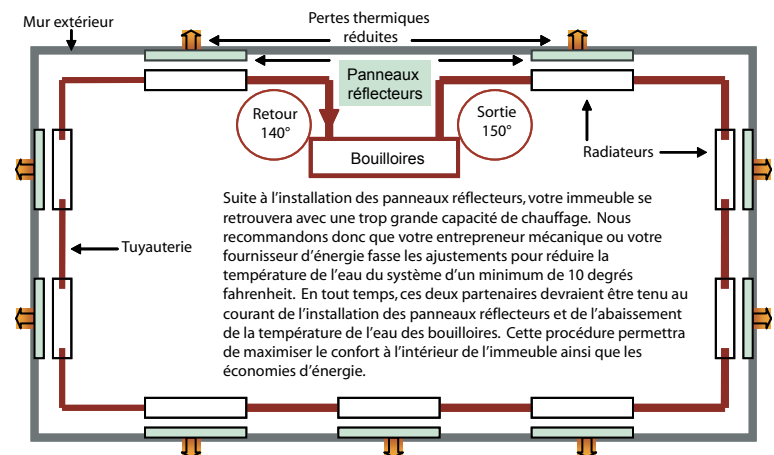 Mur extérieur
Pertes thermiques
réduites
Panneaux
réflecteurs
Retour
140°
Sortie
150°
Bouilloires
Radiateurs
Tuyauterie
Suite à l'installation des panneaux réflecteurs, votre immeuble se
retrouvera avec une trop grande capacité de chauffage. Nous
recommandons donc que votre entrepreneur mécanique ou votre
fournisseur d'énergie fasse les ajustements pour réduire la
température de l'eau du système d'un minimum de 10 degrés
fahrenheit. En tout temps, ces deux partenaires devraient être tenu au
courant de l'installation des panneaux réflecteurs et de l'abaissement
de la température de l'eau des bouilloires. Cette procédure permettra
de maximiser le confort à l'intérieur de l'immeuble ainsi que les
économies d'énergie.